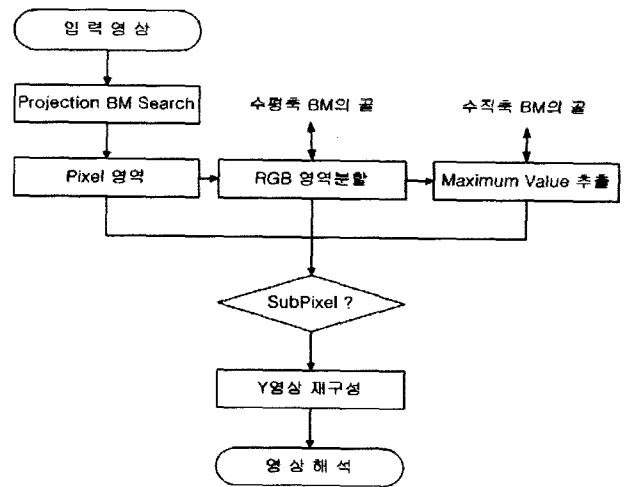 입 력 영 상
Projection BM Search
수평축 BM의 골
수직축 BM의 골
Pixel 영역
RGB 영역분할
Maximum Value 추출
SubPixel ?
Y영상 재구성
영 상 해 석